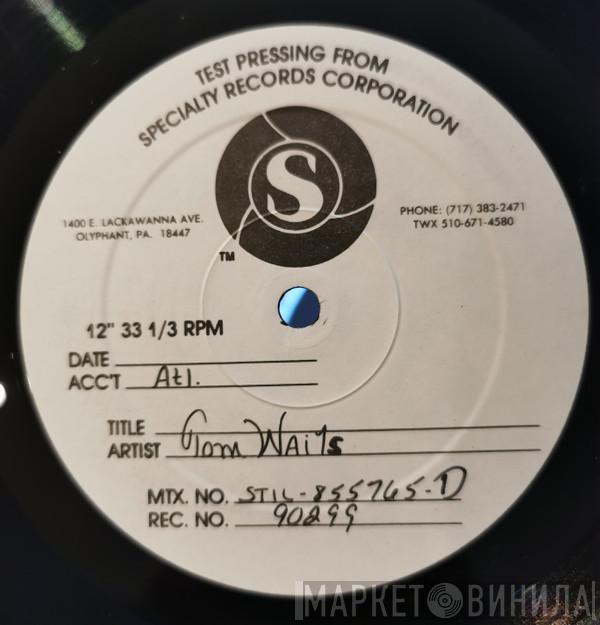 TEST PRESSING FROM
SPECIALTY RECORDS CORPORATION
S
1400 E. LACKAWANNA AVE.
OLYPHANT, PA. 18447
PHONE: (717) 383-2471
TWX 510-671-4580
TM
12" 33 1/3 RPM
DATE
ACC'T Atl.
TITLE
ARTIST Tom WAiTs
MTX. NO. STIL-855765-D
REC. NO. 90299
МАРКЕТ ВИНИЛА